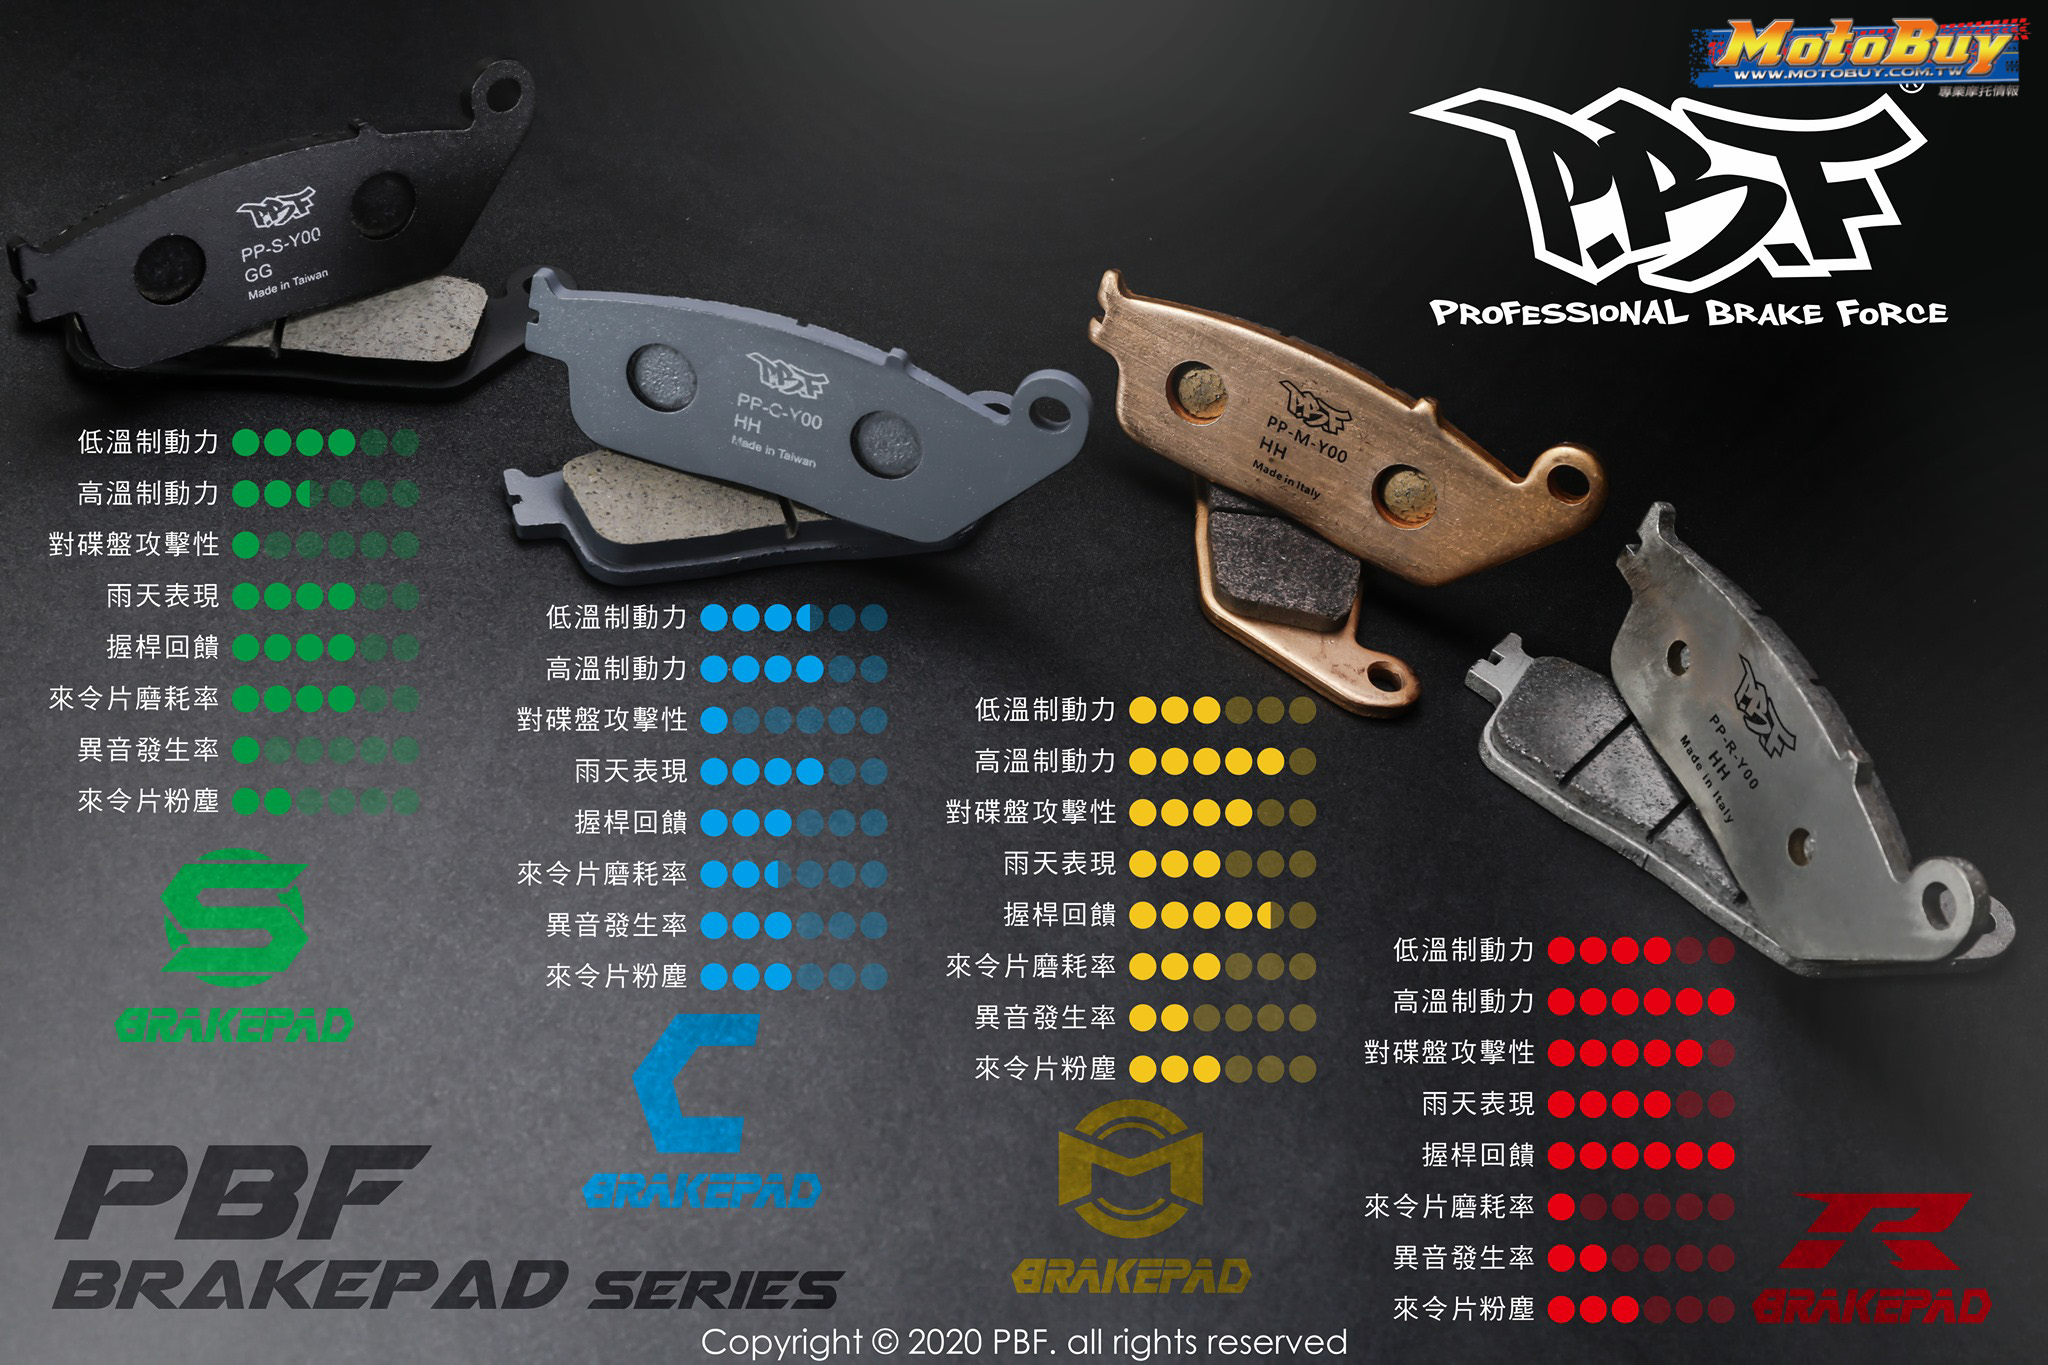 MotoBuy
WWW.MOTOBUY.COM.TW
專業摩托情報
PBF
®
PROFESSIONAL BRAKE FORCE
PBF
PP-S-Y00
GG
Made in Taiwan
PBF
PP-C-Y00
HH
Made in Taiwan
PBF
PP-M-Y00
HH
Made in Italy
PBF
PP-R-Y00
HH
Made in Italy
低溫制動力
高溫制動力
對碟盤攻擊性
雨天表現
握桿回饋
來令片磨耗率
異音發生率
來令片粉塵
S
BRAKEPAD
低溫制動力
高溫制動力
對碟盤攻擊性
雨天表現
握桿回饋
來令片磨耗率
異音發生率
來令片粉塵
C
BRAKEPAD
低溫制動力
高溫制動力
對碟盤攻擊性
雨天表現
握桿回饋
來令片磨耗率
異音發生率
來令片粉塵
M
BRAKEPAD
低溫制動力
高溫制動力
對碟盤攻擊性
雨天表現
握桿回饋
來令片磨耗率
異音發生率
來令片粉塵
R
BRAKEPAD
PBF
BRAKEPAD SERIES
Copyright © 2020 PBF. all rights reserved